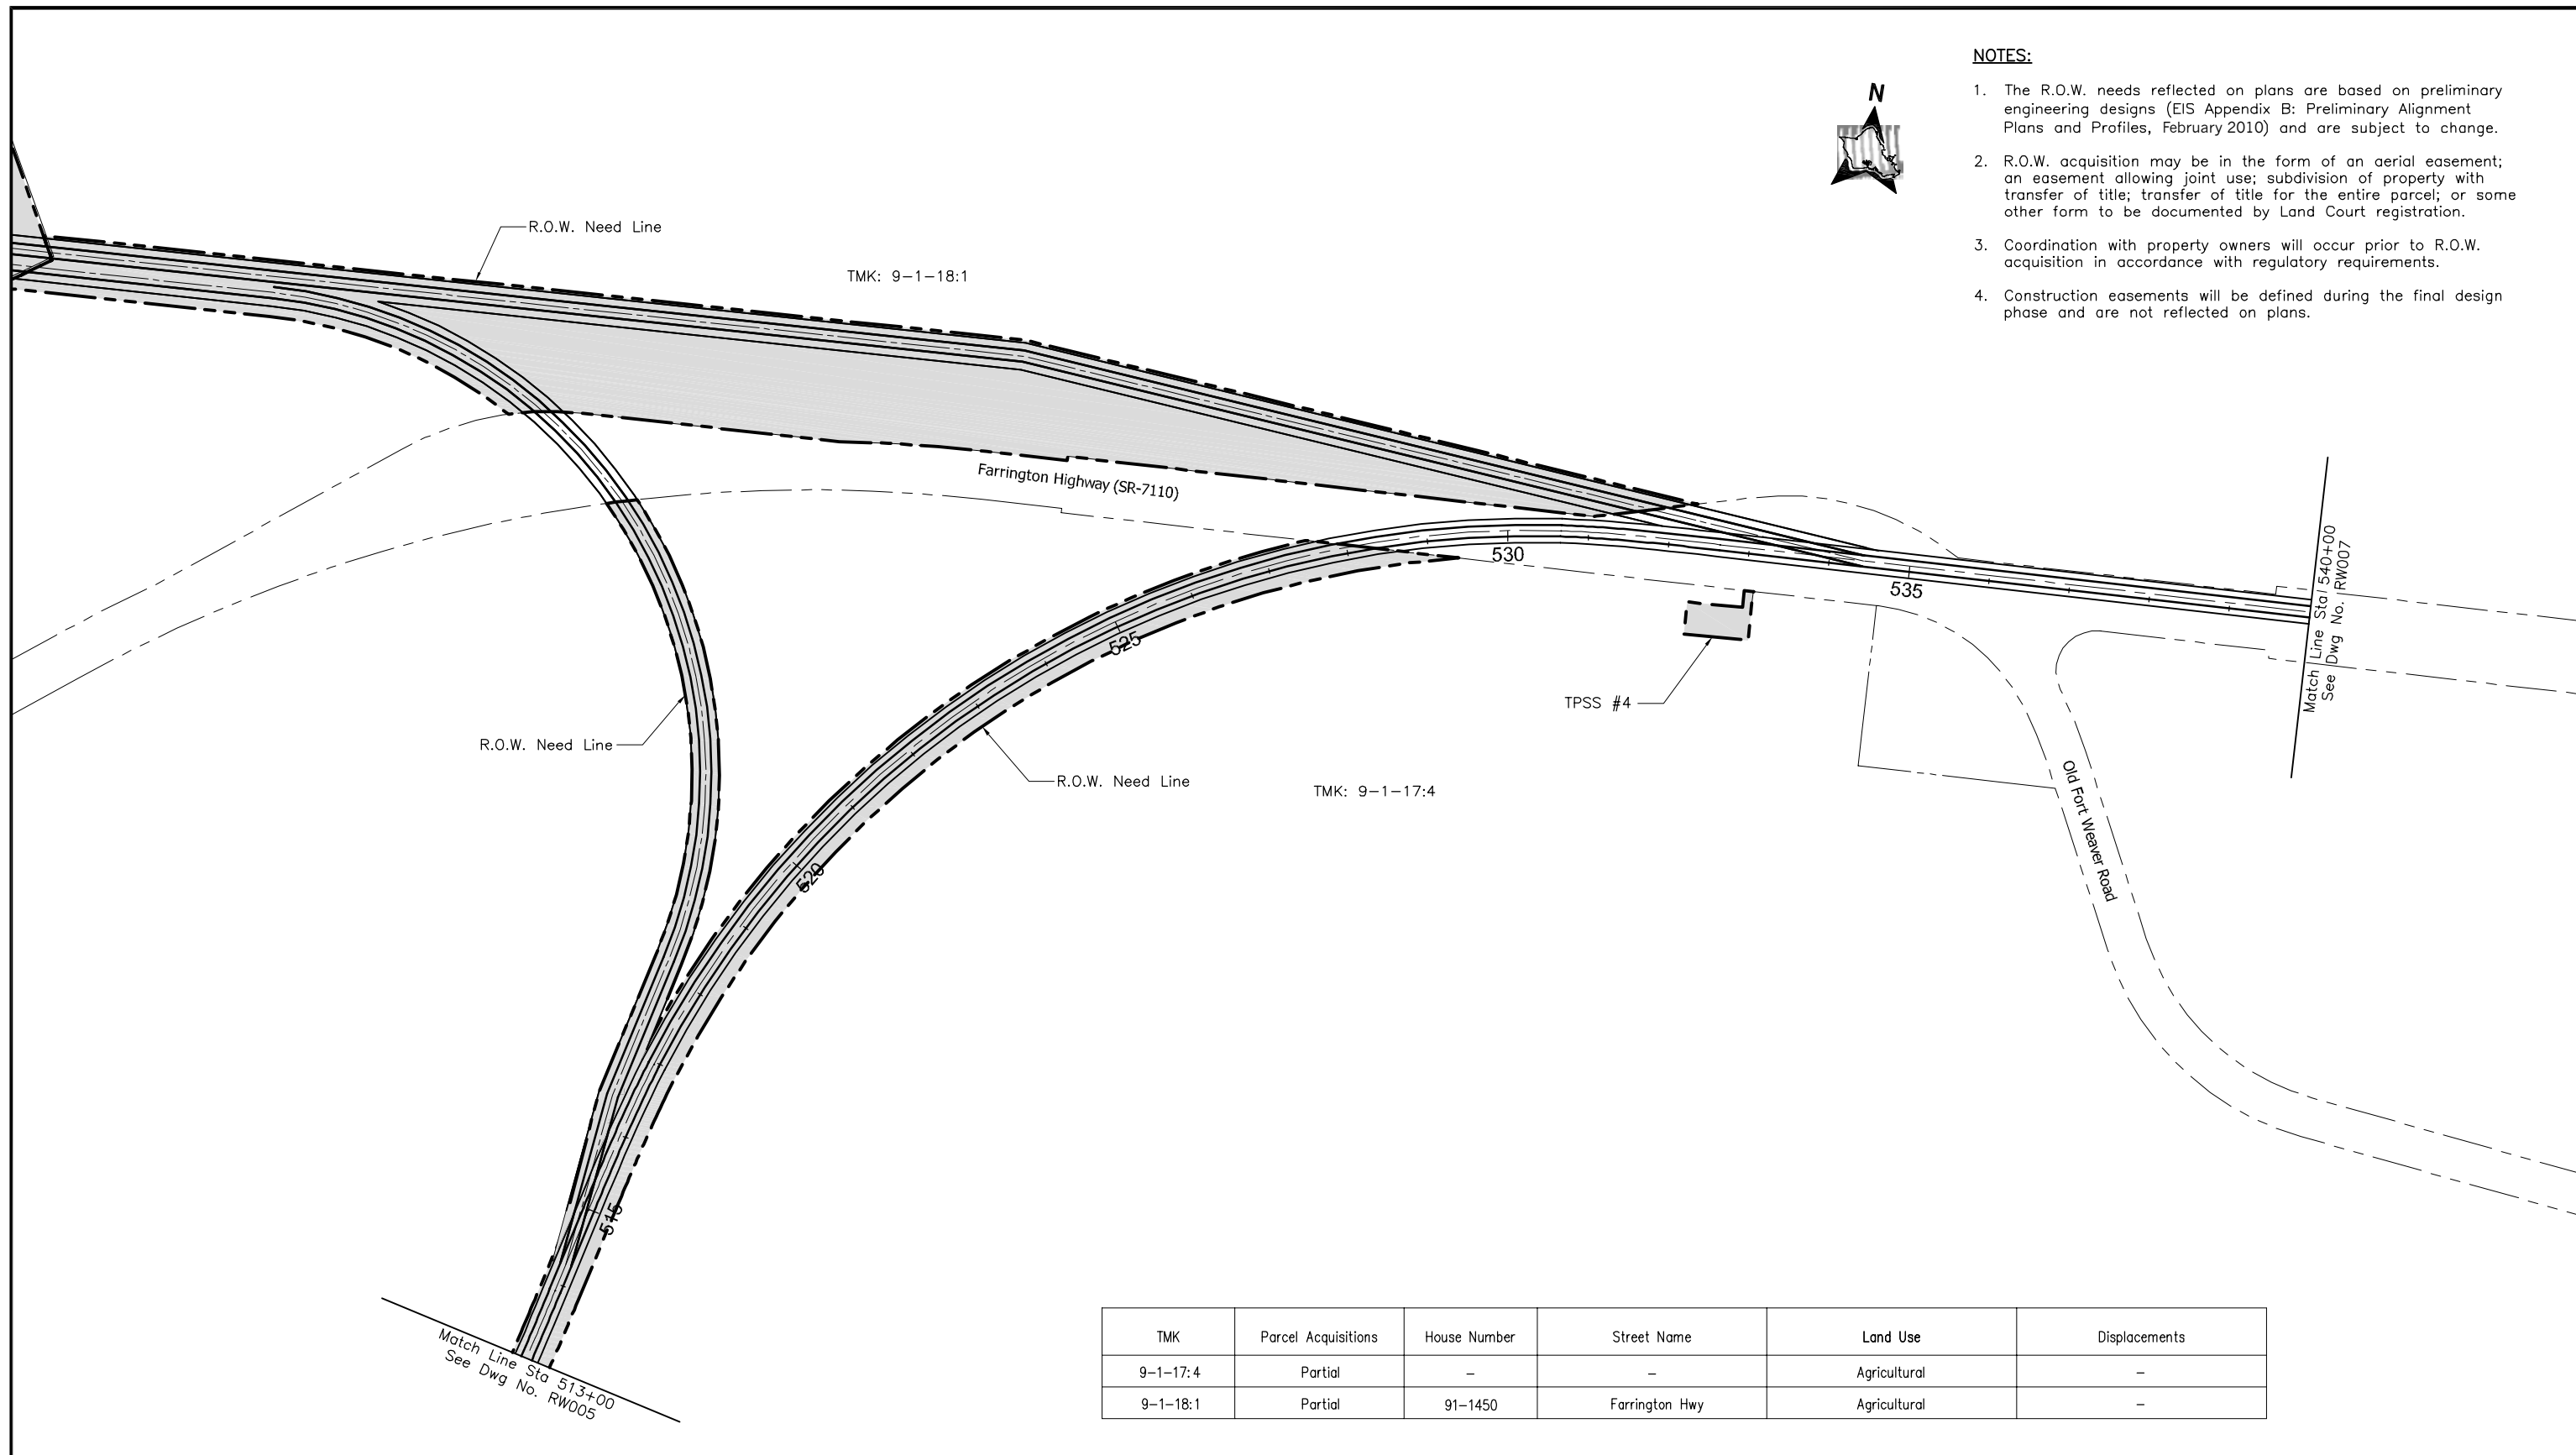 NOTES:
1. The R.O.W. needs reflected on plans are based on preliminary
engineering designs (EIS Appendix B: Preliminary Alignment
Plans and Profiles, February 2010) and are subject to change.
2. R.O.W. acquisition may be in the form of an aerial easement;
an easement allowing joint use; subdivision of property with
transfer of title; transfer of title for the entire parcel; or some
other form to be documented by Land Court registration.
3. Coordination with property owners will occur prior to R.O.W.
acquisition in accordance with regulatory requirements.
4. Construction easements will be defined during the final design
phase and are not reflected on plans.
N
R.O.W. Need Line
TMK: 9-1-18:1
Farrington Highway (SR-7110)
530
535
Match Line Sta 540+00
See Dwg No. RW007
525
TPSS #4
R.O.W. Need Line
R.O.W. Need Line
TMK: 9-1-17:4
Old Fort Weaver Road
520
515
Match Line Sta 513+00
See Dwg No. RW005
TMK Parcel Acquisitions House Number Street Name Land Use Displacements
9-1-17:4 Partial - - Agricultural -
9-1-18:1 Partial 91-1450 Farrington Hwy Agricultural -